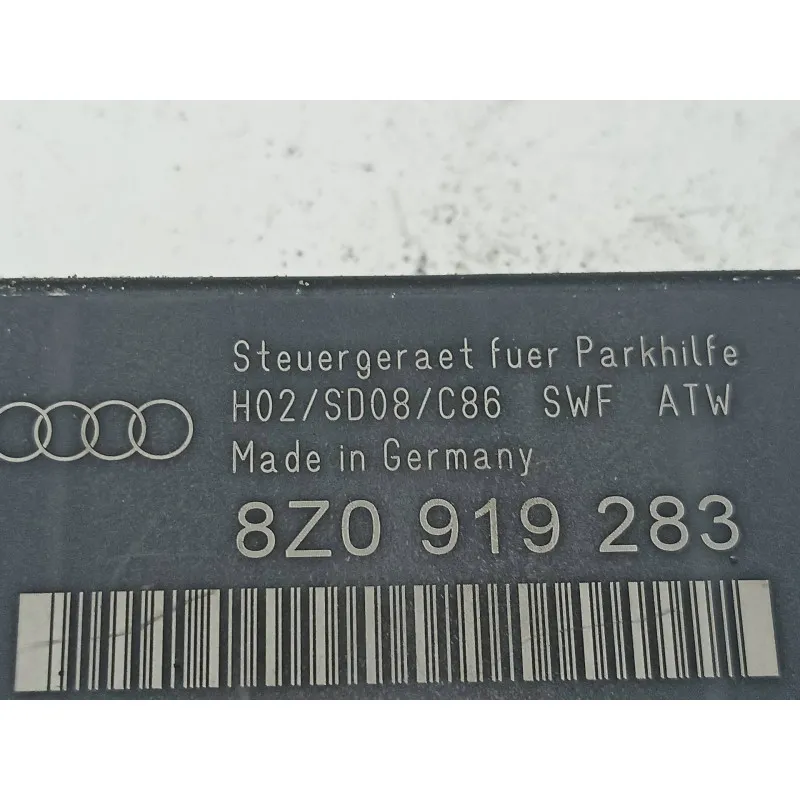 Steuergeraet fuer Parkhilfe
H02/SD08/C86 SWF ATW
Made in Germany
8Z0 919 283